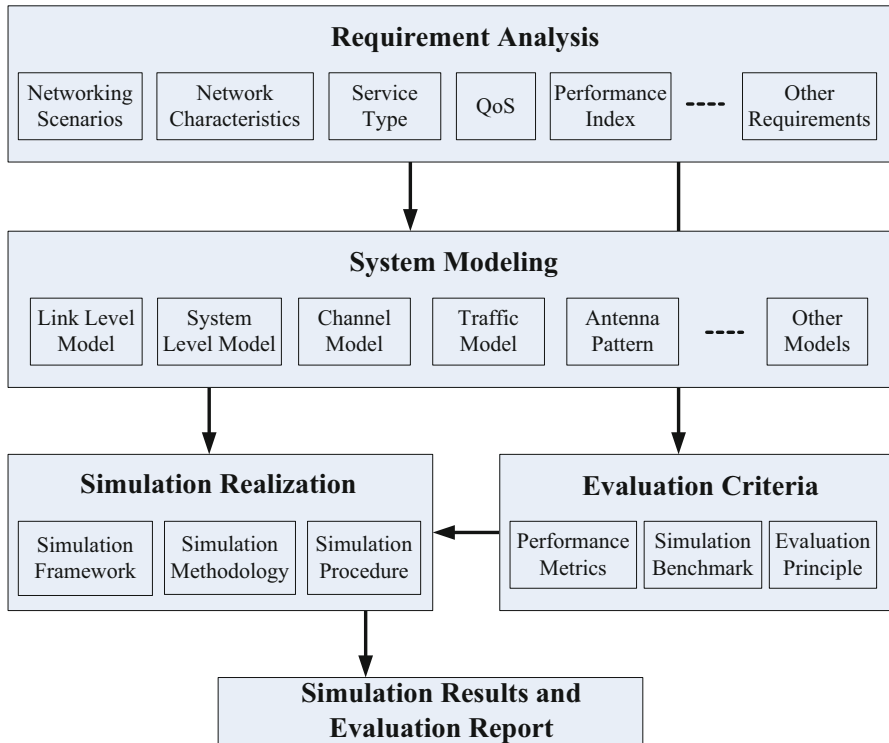 Requirement Analysis
Networking
Scenarios
Network
Characteristics
Service
Type
QoS
Performance
Index
Other
Requirements
System Modeling
Link Level
Model
System
Level Model
Channel
Model
Traffic
Model
Antenna
Pattern
Other
Models
Simulation Realization
Simulation
Framework
Simulation
Methodology
Simulation
Procedure
Evaluation Criteria
Performance
Metrics
Simulation
Benchmark
Evaluation
Principle
Simulation Results and
Evaluation Report